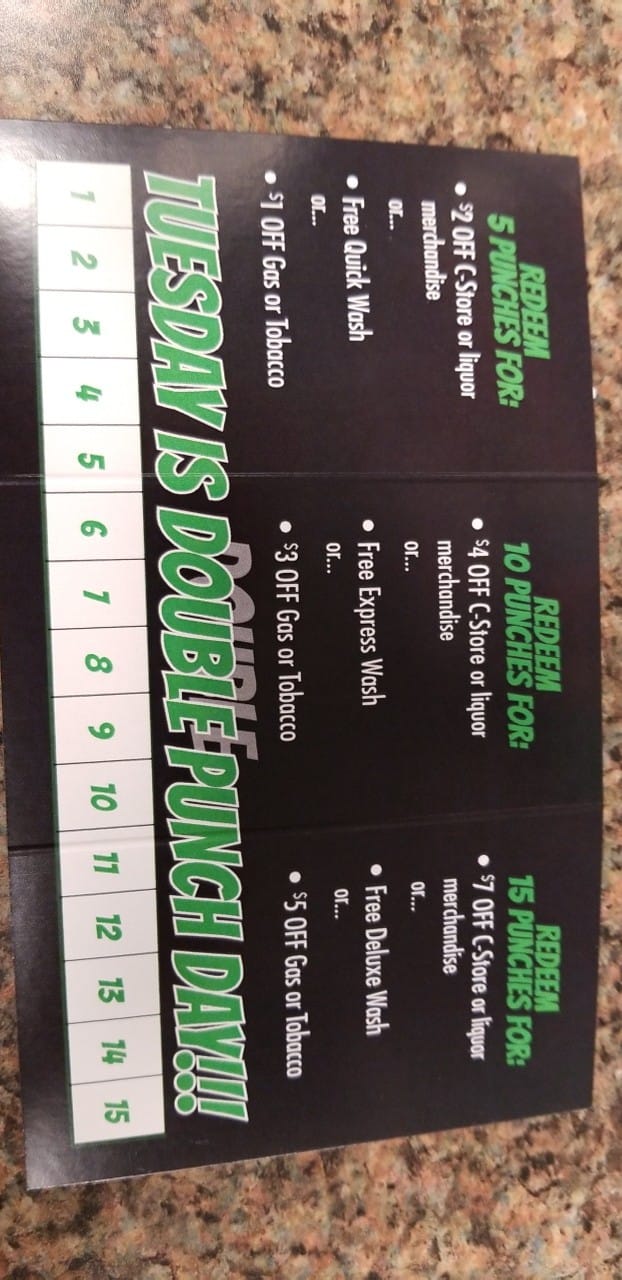 REDEEM
5 PUNCHES FOR:
• $2 OFF C-Store or liquor
merchandise
or...
• Free Quick Wash
or...
• $1 OFF Gas or Tobacco
REDEEM
10 PUNCHES FOR:
• $4 OFF C-Store or liquor
merchandise
or...
• Free Express Wash
or...
• $3 OFF Gas or Tobacco
REDEEM
15 PUNCHES FOR:
• $7 OFF C-Store or liquor
merchandise
or...
• Free Deluxe Wash
or...
• $5 OFF Gas or Tobacco
TUESDAY IS DOUBLE PUNCH DAY!!!
1 2 3 4 5 6 7 8 9 10 11 12 13 14 15